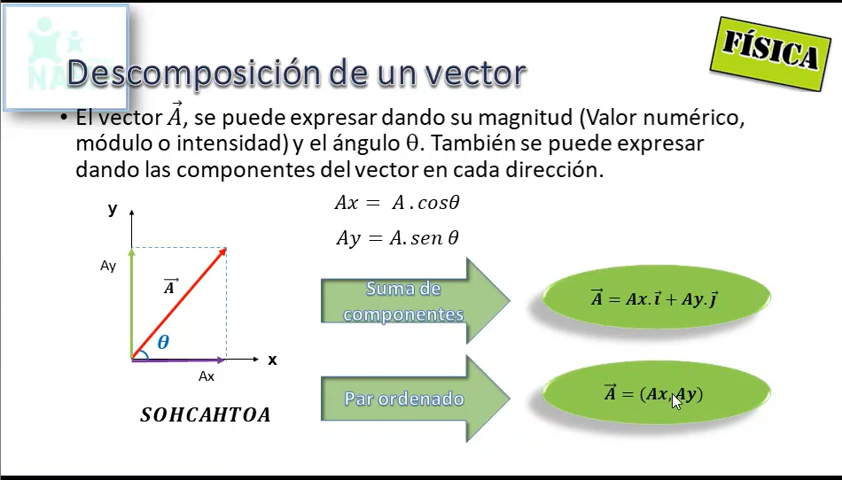 FÍSICA
Descomposición de un vector
• El vector A⃗, se puede expresar dando su magnitud (Valor numérico,
módulo o intensidad) y el ángulo θ. También se puede expresar
dando las componentes del vector en cada dirección.
y
Ax = A . cosθ
Ay = A. sen θ
Ay
A⃗
θ
x
Ax
SOHCAHTOA
Suma de
componentes
A⃗ = Ax. i⃗ + Ay. j⃗
Par ordenado
A⃗ = (Ax, Ay)